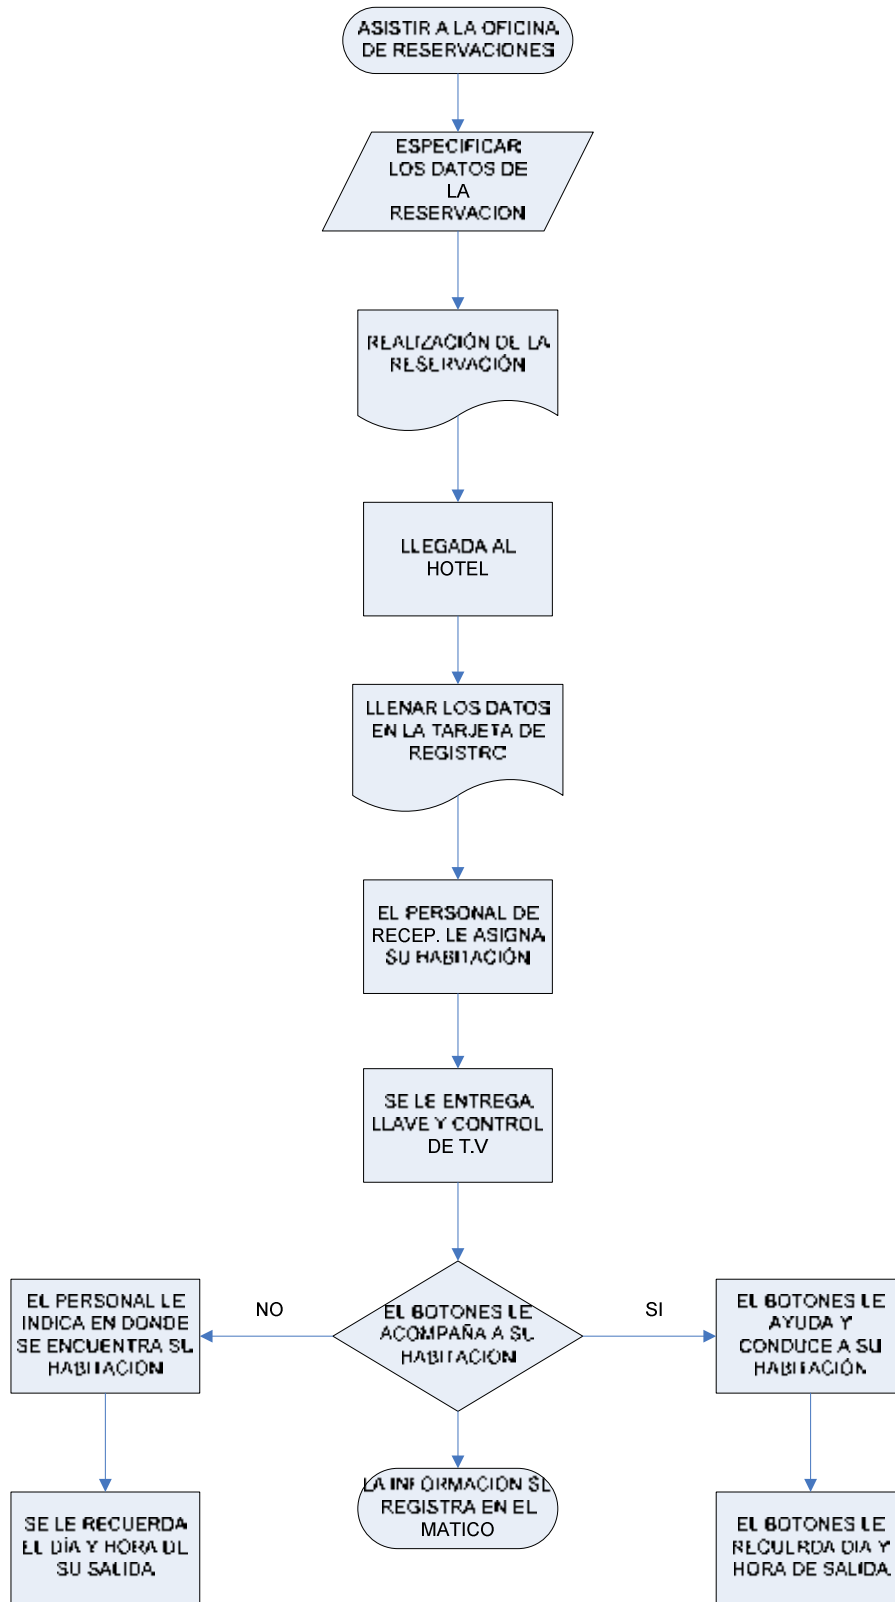 ASISTIR A LA OFICINA
DE RESERVACIONES
ESPECIFICAR
LOS DATOS DE
LA
RESERVACION
REALIZACIÓN DE LA
RESERVACIÓN
LLEGADA AL
HOTEL
LLENAR LOS DATOS
EN LA TARJETA DE
REGISTRO
EL PERSONAL DE
RECEP. LE ASIGNA
SU HABITACIÓN
SE LE ENTREGA
LLAVE Y CONTROL
DE T.V
EL BOTONES LE
ACOMPAÑA A SU
HABITACION
NO
SI
EL PERSONAL LE
INDICA EN DONDE
SE ENCUENTRA SU
HABITACIÓN
EL BOTONES LE
AYUDA Y
CONDUCE A SU
HABITACIÓN
SE LE RECUERDA
EL DÍA Y HORA DE
SU SALIDA
LA INFORMACION SE
REGISTRA EN EL
MATICO
EL BOTONES LE
RECUERDA DIA Y
HORA DE SALIDA